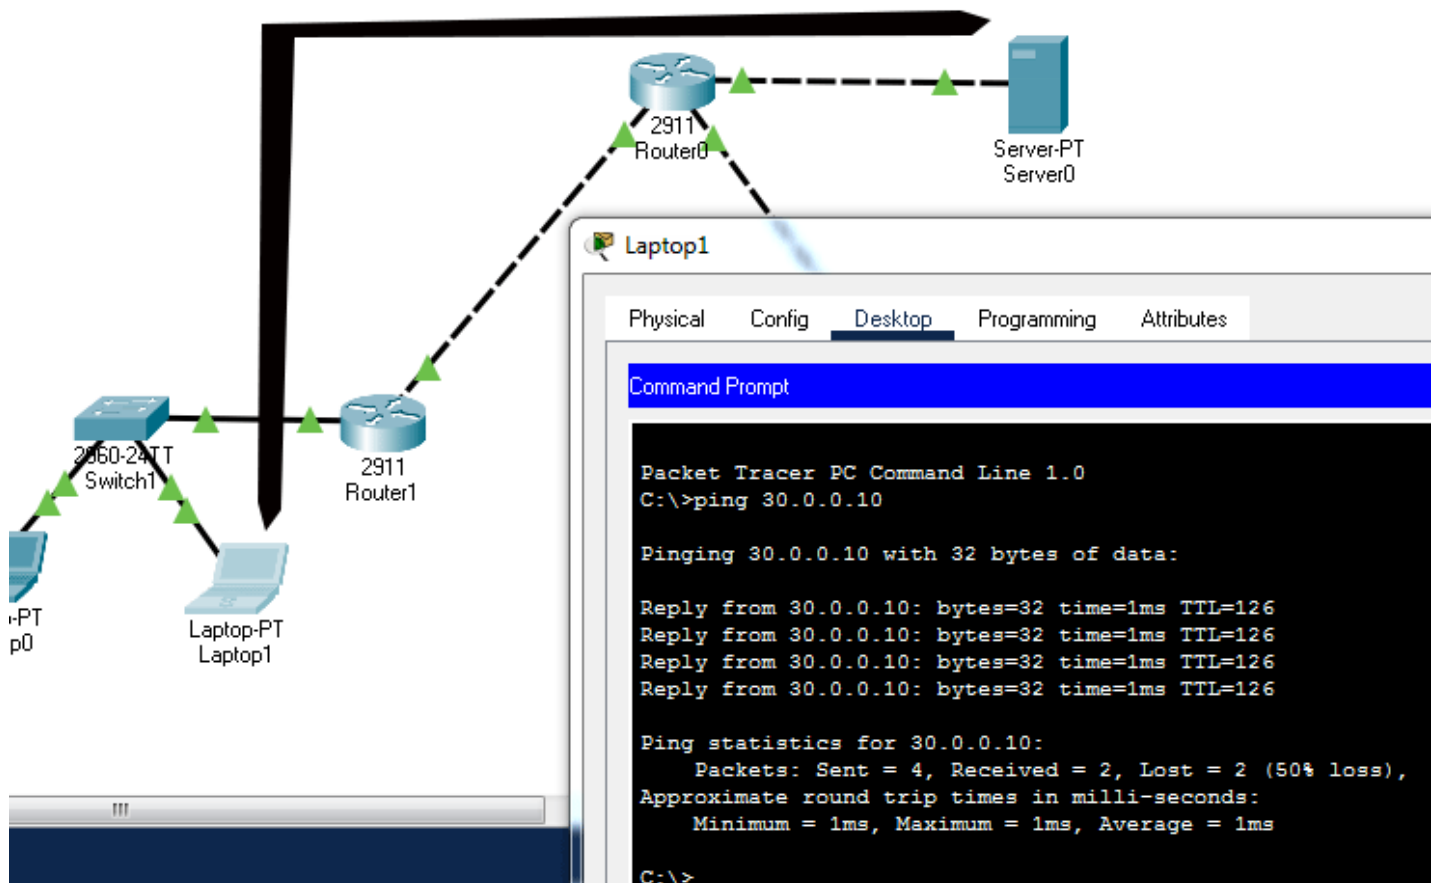 2911
Router0
Server-PT
Server0
2960-24TT
Switch1
2911
Router1
-PT
p0
Laptop-PT
Laptop1
Laptop1
Physical Config Desktop Programming Attributes
Command Prompt
Packet Tracer PC Command Line 1.0
C:\>ping 30.0.0.10
Pinging 30.0.0.10 with 32 bytes of data:
Reply from 30.0.0.10: bytes=32 time=1ms TTL=126
Reply from 30.0.0.10: bytes=32 time=1ms TTL=126
Reply from 30.0.0.10: bytes=32 time=1ms TTL=126
Reply from 30.0.0.10: bytes=32 time=1ms TTL=126
Ping statistics for 30.0.0.10:
Packets: Sent = 4, Received = 2, Lost = 2 (50% loss),
Approximate round trip times in milli-seconds:
Minimum = 1ms, Maximum = 1ms, Average = 1ms
C:\>